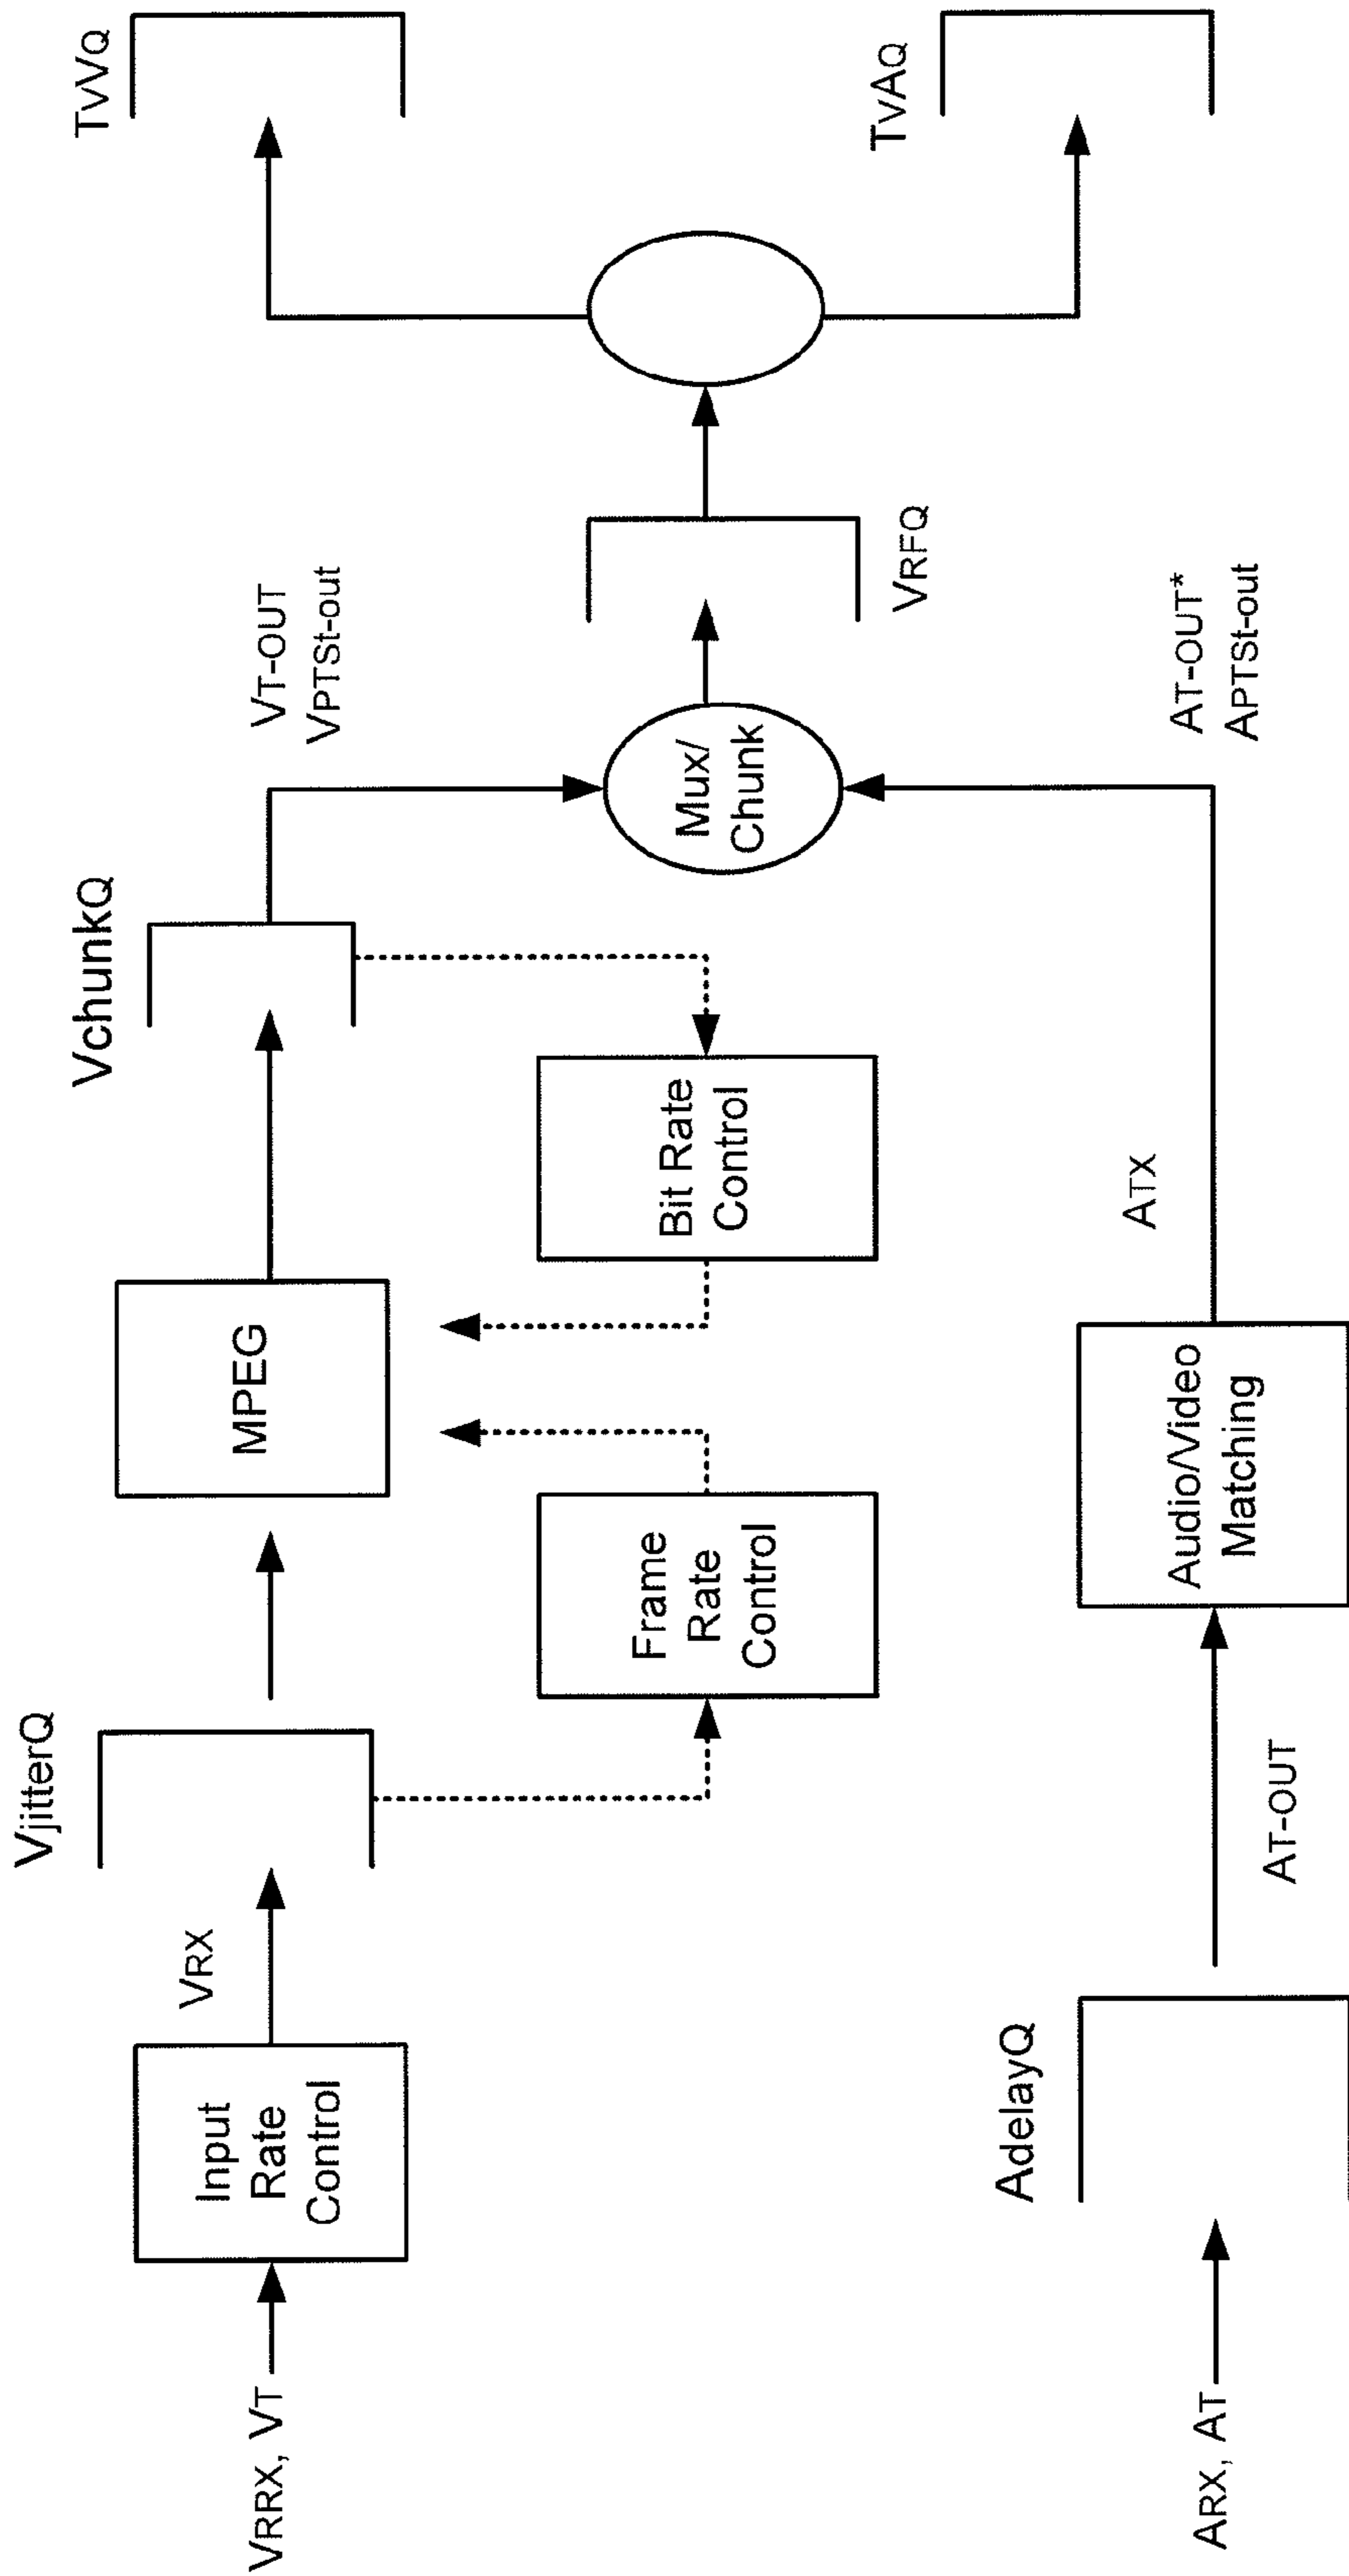 VRRX, VT
Input
Rate
Control
VRX
VjitterQ
MPEG
VchunkQ
VT-OUT
VPTSt-out
TVVQ
Frame
Rate
Control
Bit Rate
Control
Mux/
Chunk
VRFQ
TVAQ
ARX, AT
AdelayQ
AT-OUT
Audio/Video
Matching
ATX
AT-OUT*
APTSt-out